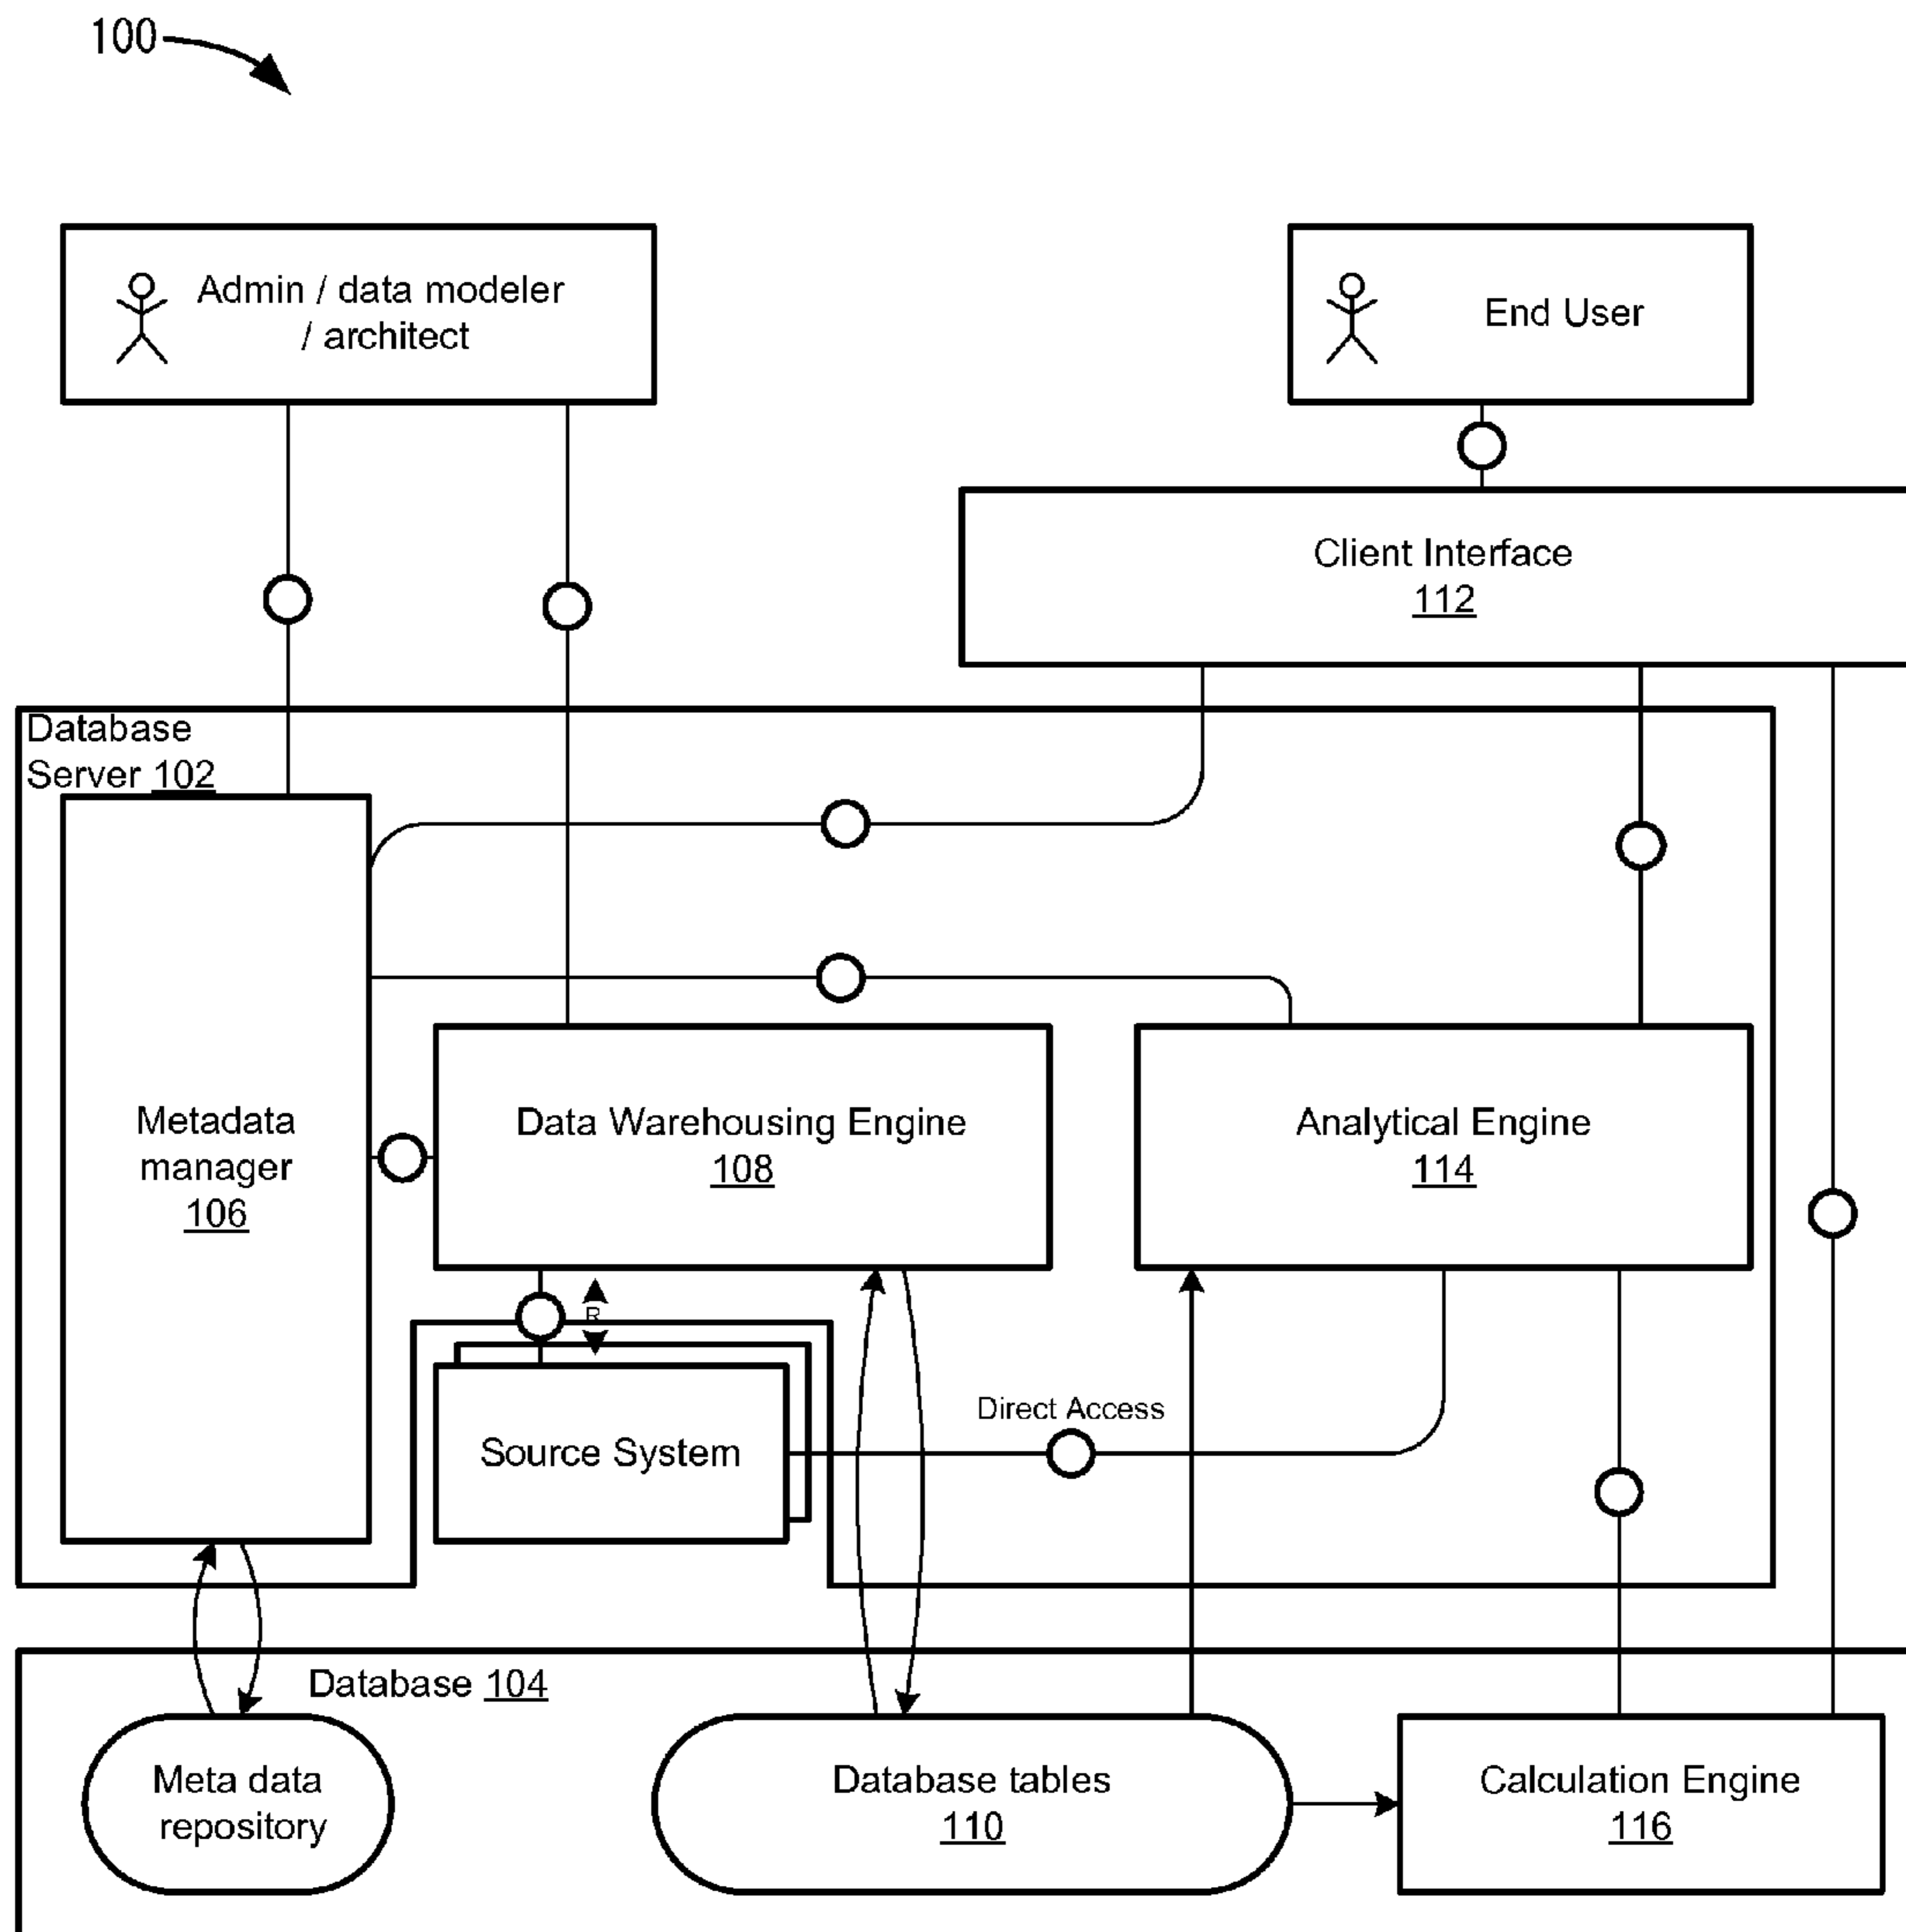 100
Admin / data modeler
/ architect
End User
Client Interface
112
Database
Server 102
Metadata
manager
106
Data Warehousing Engine
108
Analytical Engine
114
R
Source System
Direct Access
Database 104
Meta data
repository
Database tables
110
Calculation Engine
116